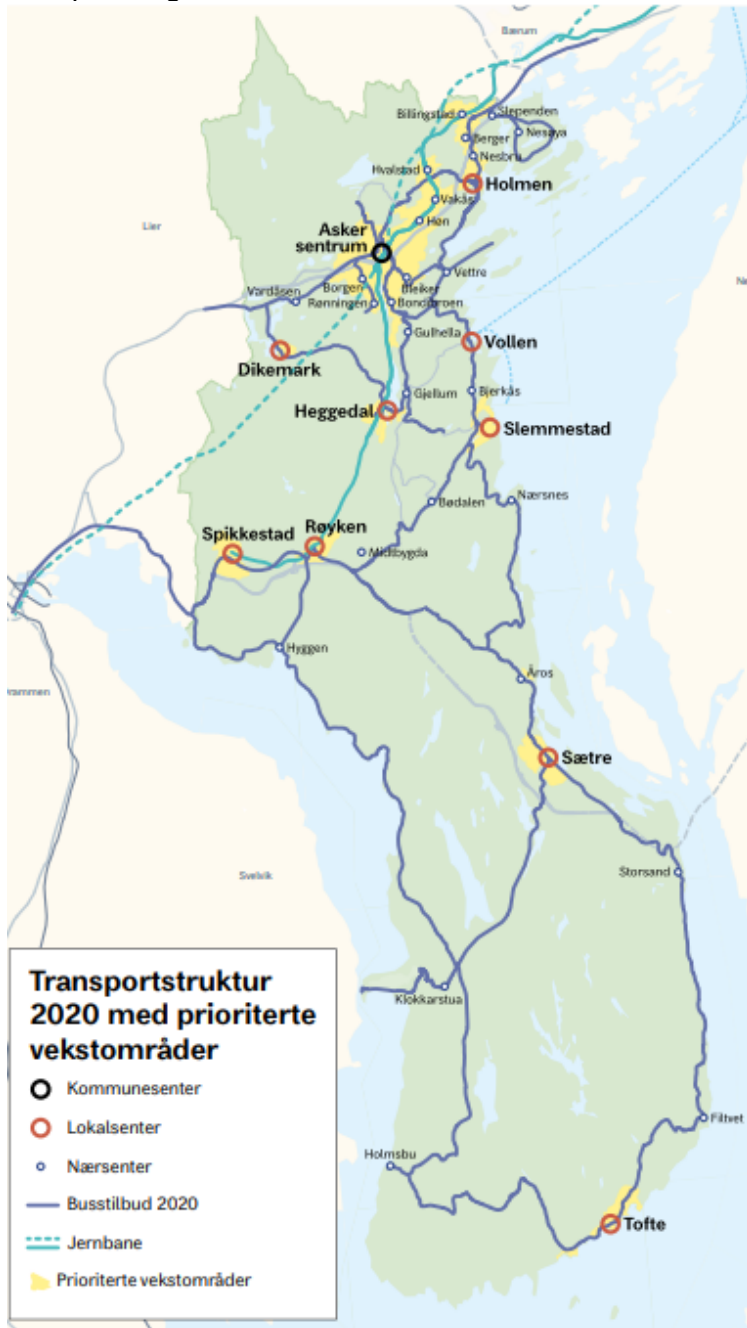 Bærum
Billingstad
Slependen
Nesøya
Berger
Nesbru
Hvalstad
Holmen
Vakås
Høn
Lier
Asker
sentrum
Vettre
Vardåsen
Borgen
Bleiker
Rønningen
Bondibroen
Gulhella
Vollen
Dikemark
Gjellum
Bjerkås
Heggedal
Slemmestad
Bødalen
Nærsnes
Spikkestad
Røyken
Midtbygda
Hyggen
Åros
Sætre
Svelvik
Storsand
Klokkarstua
Filtvet
Holmsbu
Tofte
Transportstruktur
2020 med prioriterte
vekstområder
Kommunesenter
Lokalsenter
Nærsenter
Busstilbud 2020
Jernbane
Prioriterte vekstområder